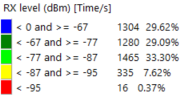 RX level (dBm) [Time/s]
< 0 and >= -67 1304 29.62%
< -67 and >= -77 1280 29.09%
< -77 and >= -87 1465 33.30%
< -87 and >= -95 335 7.62%
< -95 16 0.37%